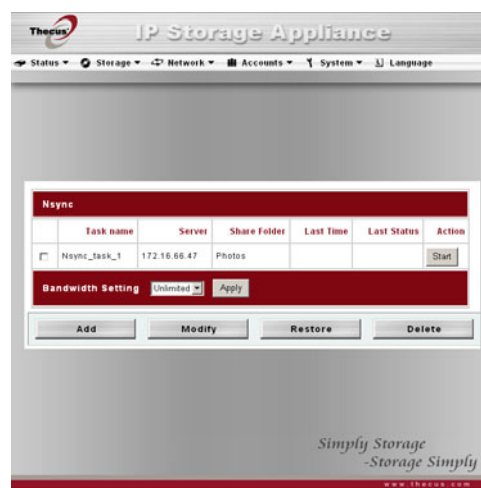 Thecus
IP Storage Appliance
Status Storage Network Accounts System Language
Nsync
Task name Server Share Folder Last Time Last Status Action
Nsync_task_1 172.16.66.47 Photos Start
Bandwidth Setting Unlimited Apply
Add Modify Restore Delete
Simply Storage
-Storage Simply
www.thecus.com